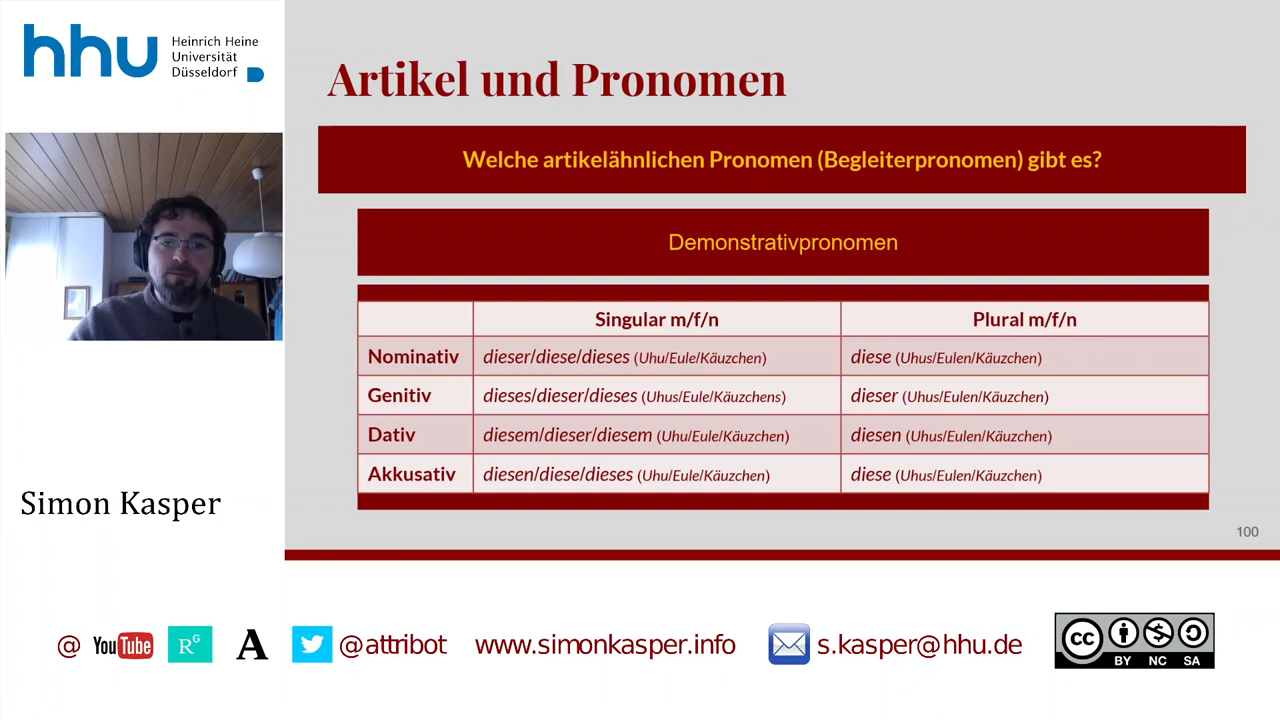 hhu Heinrich Heine
Universität
Düsseldorf
Artikel und Pronomen
Welche artikelähnlichen Pronomen (Begleiterpronomen) gibt es?
Demonstrativpronomen
Singular m/f/n Plural m/f/n
Nominativ dieser/diese/dieses (Uhu/Eule/Käuzchen) diese (Uhus/Eulen/Käuzchen)
Genitiv dieses/dieser/dieses (Uhus/Eule/Käuzchens) dieser (Uhus/Eulen/Käuzchen)
Dativ diesem/dieser/diesem (Uhu/Eule/Käuzchen) diesen (Uhus/Eulen/Käuzchen)
Akkusativ diesen/diese/dieses (Uhu/Eule/Käuzchen) diese (Uhus/Eulen/Käuzchen)
Simon Kasper
100
@ YouTube RG A @attribot www.simonkasper.info s.kasper@hhu.de
cc BY NC SA